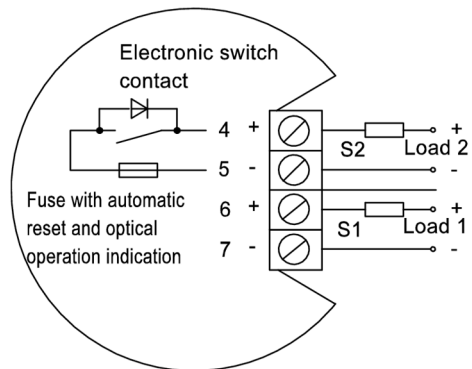 Electronic switch
contact
4 +
5 -
6 +
7 -
S2 Load 2
+
-
S1 Load 1
+
-
Fuse with automatic
reset and optical
operation indication